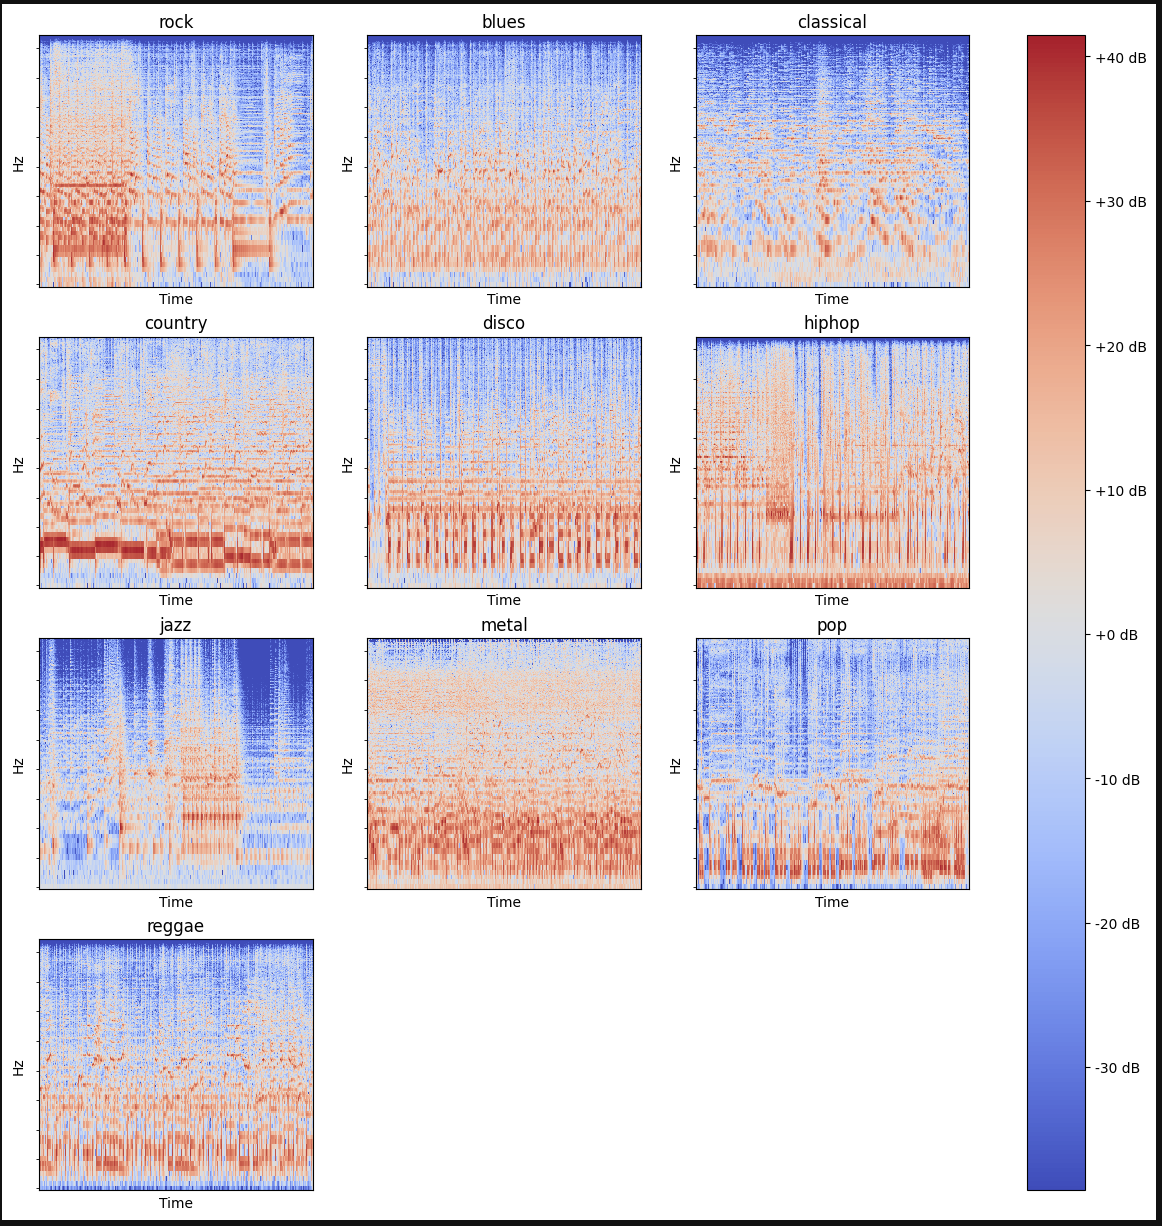 rock
blues
classical
Hz
Hz
Hz
Time
Time
Time
country
disco
hiphop
Hz
Hz
Hz
Time
Time
Time
jazz
metal
pop
Hz
Hz
Hz
Time
Time
Time
reggae
Hz
Time
+40 dB
+30 dB
+20 dB
+10 dB
+0 dB
-10 dB
-20 dB
-30 dB